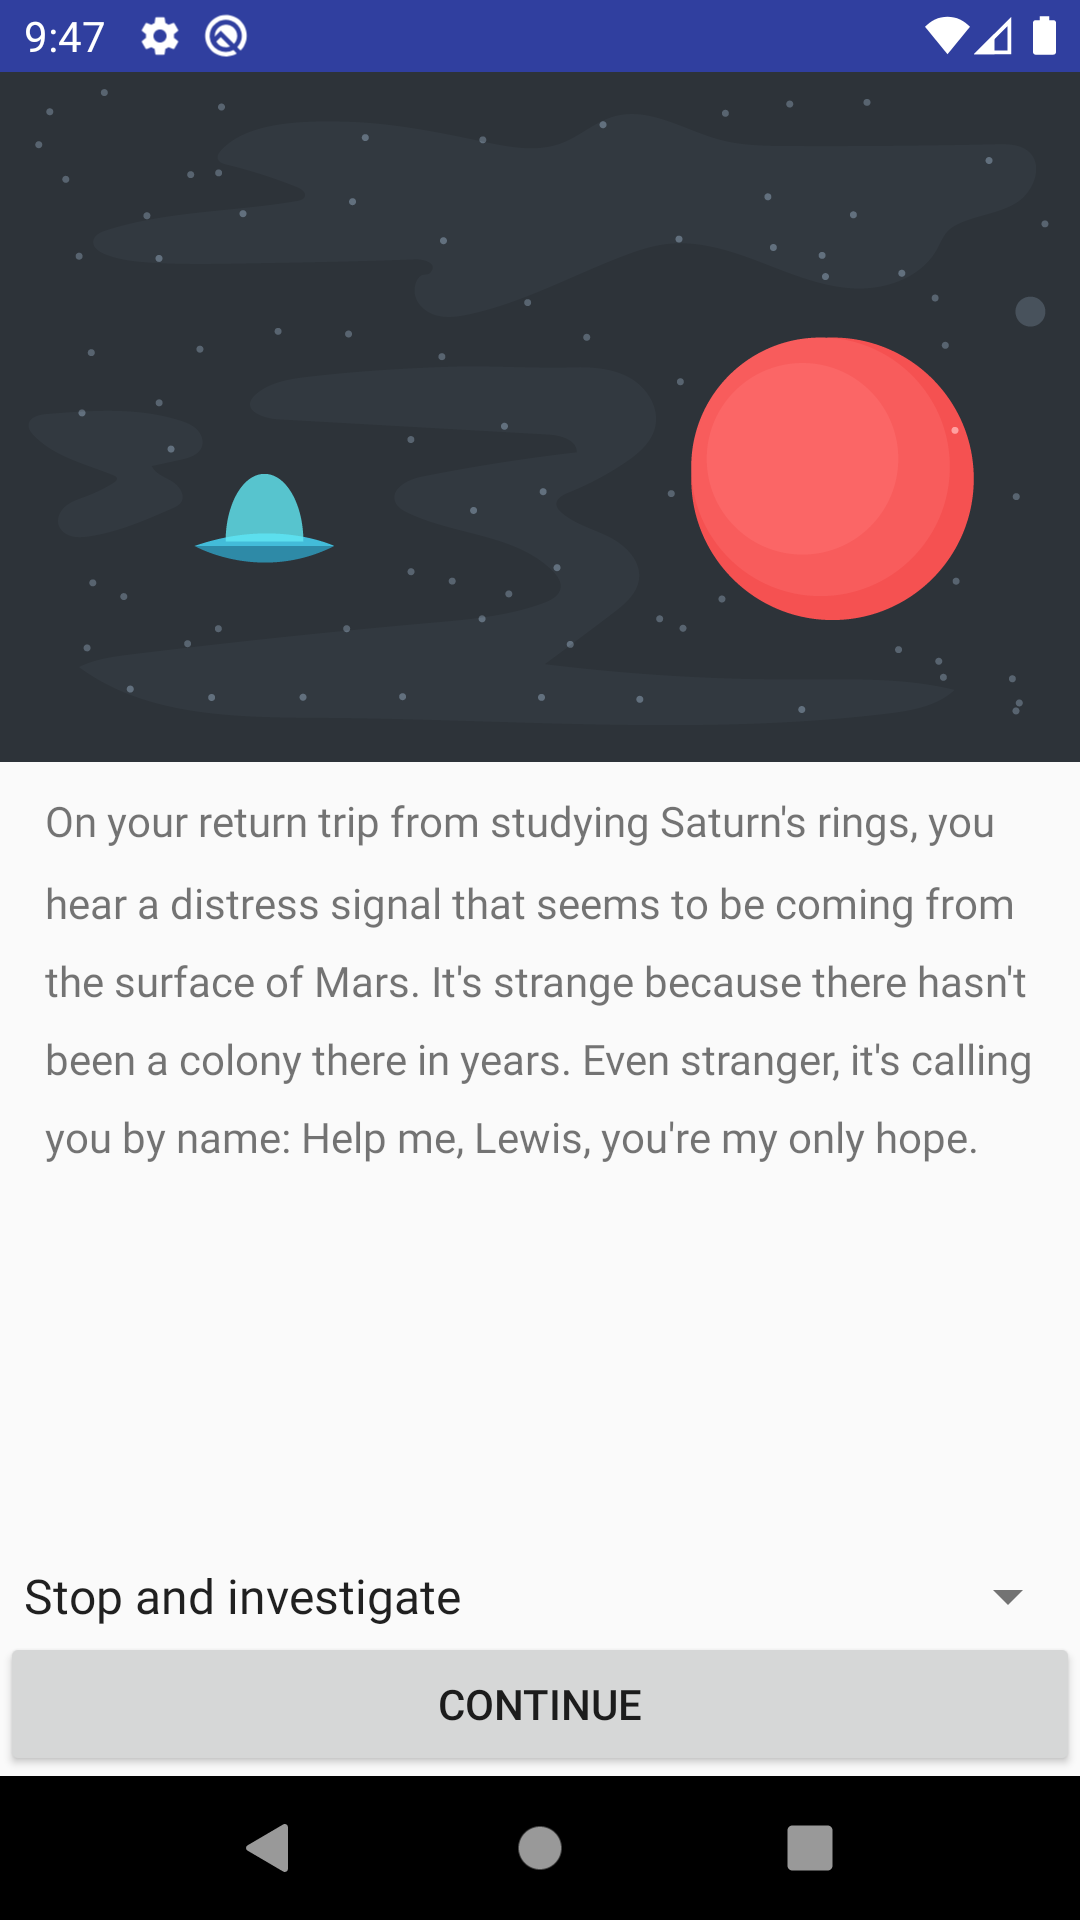 9:47
On your return trip from studying Saturn's rings, you
hear a distress signal that seems to be coming from
the surface of Mars. It's strange because there hasn't
been a colony there in years. Even stranger, it's calling
you by name: Help me, Lewis, you're my only hope.
Stop and investigate
CONTINUE